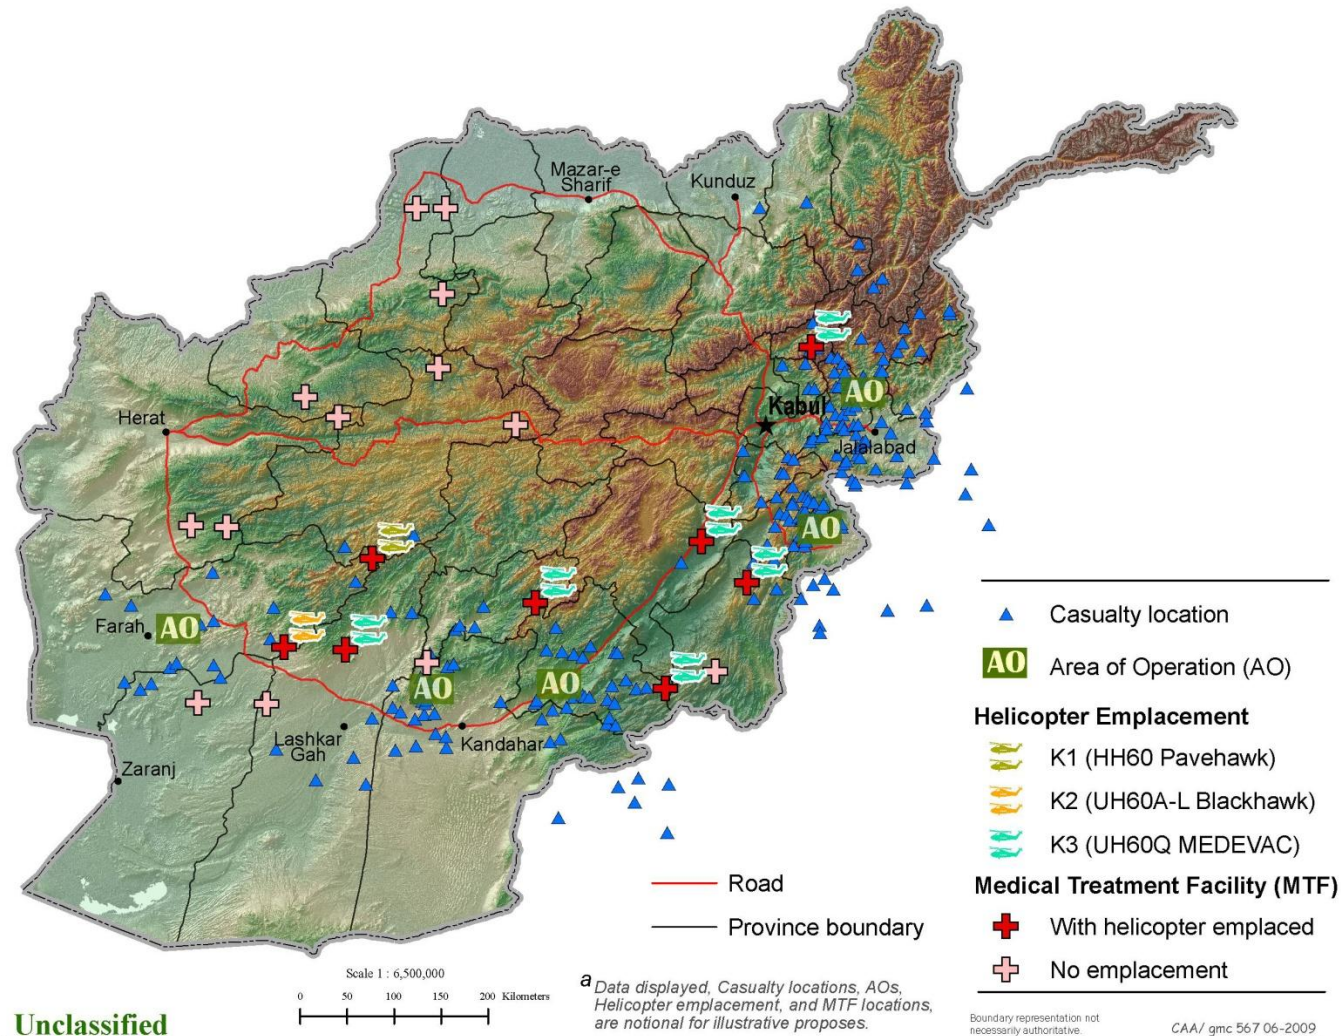 Mazar-e
Sharif
Kunduz
AO
Kabul
Herat
Jalalabad
AO
Farah
AO
AO
AO
Lashkar
Gah
Kandahar
Zaranj
Casualty location
AO
Area of Operation (AO)
Helicopter Emplacement
K1 (HH60 Pavehawk)
K2 (UH60A-L Blackhawk)
K3 (UH60Q MEDEVAC)
Medical Treatment Facility (MTF)
With helicopter emplaced
No emplacement
Road
Province boundary
Scale 1 : 6,500,000
0 50 100 150 200 Kilometers
a Data displayed, Casualty locations, AOs,
Helicopter emplacement, and MTF locations,
are notional for illustrative proposes.
Boundary representation not
necessarily authoritative.
CAA/ gmc 567 06-2009
Unclassified